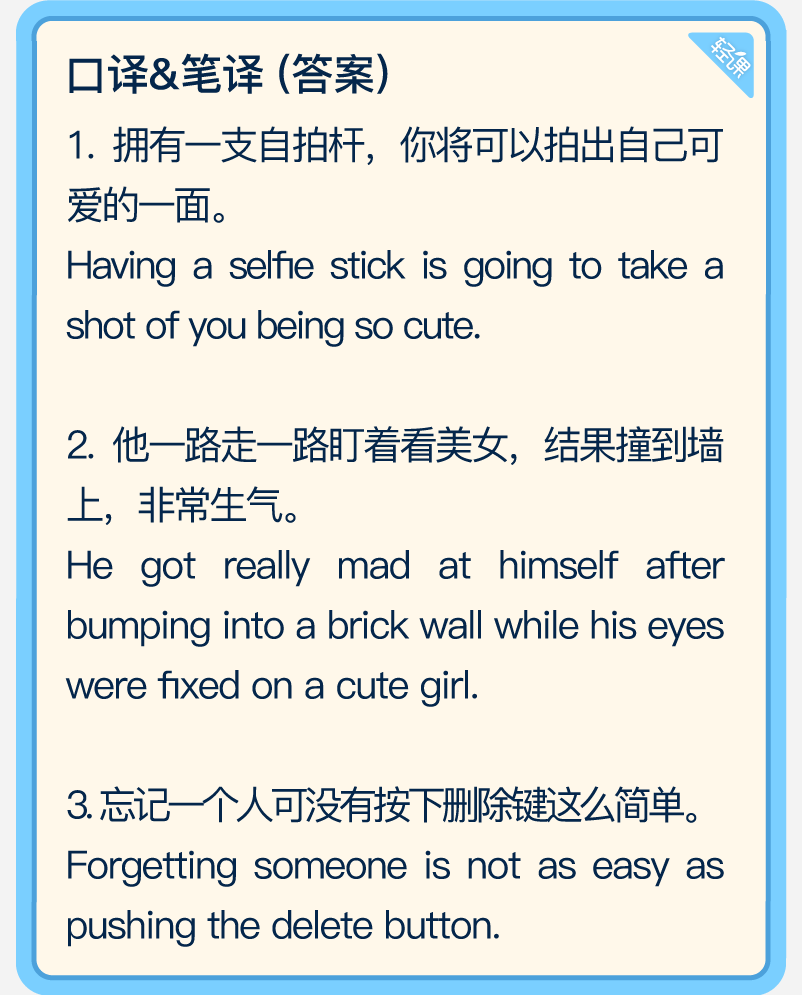 口译&笔译 (答案)
轻课
1. 拥有一支自拍杆，你将可以拍出自己可
爱的一面。
Having a selfie stick is going to take a
shot of you being so cute.
2. 他一路走一路盯着看美女，结果撞到墙
上，非常生气。
He got really mad at himself after
bumping into a brick wall while his eyes
were fixed on a cute girl.
3. 忘记一个人可没有按下删除键这么简单。
Forgetting someone is not as easy as
pushing the delete button.